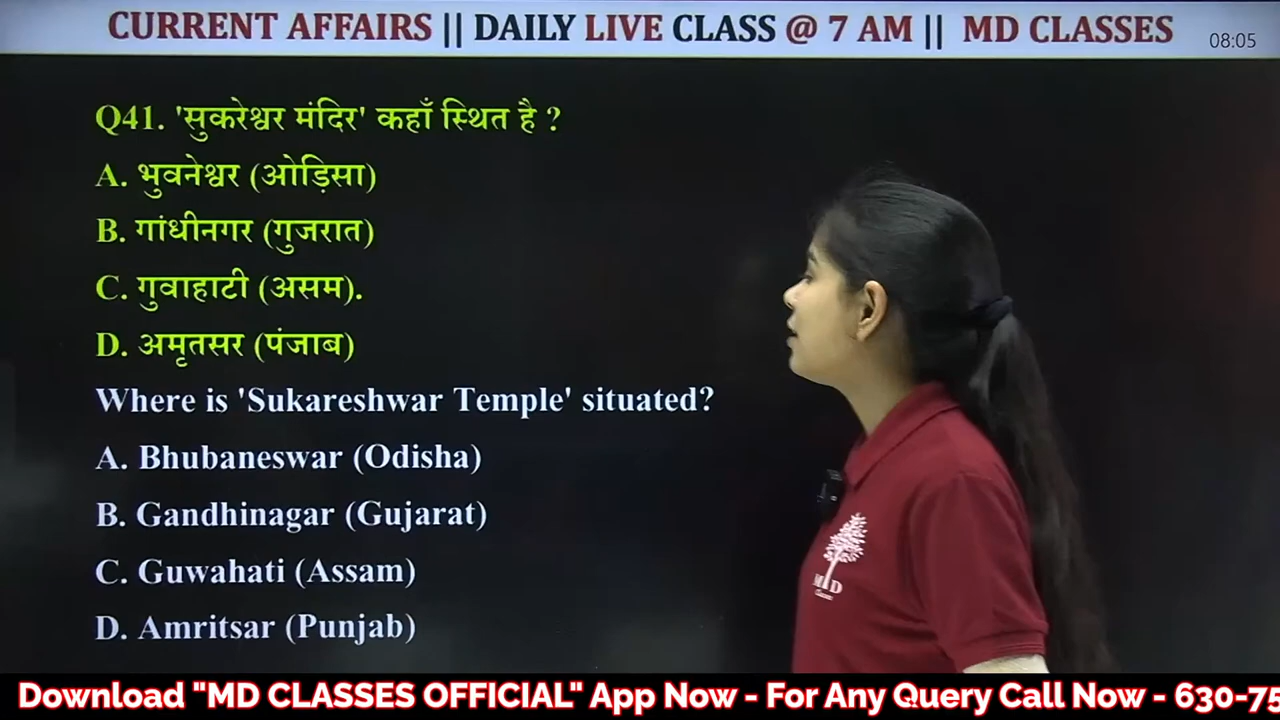 CURRENT AFFAIRS || DAILY LIVE CLASS @ 7 AM || MD CLASSES
08:05
Q41. 'सुकरेश्वर मंदिर' कहाँ स्थित है ?
A. भुवनेश्वर (ओड़िसा)
B. गांधीनगर (गुजरात)
C. गुवाहाटी (असम).
D. अमृतसर (पंजाब)
Where is 'Sukareshwar Temple' situated?
A. Bhubaneswar (Odisha)
B. Gandhinagar (Gujarat)
C. Guwahati (Assam)
D. Amritsar (Punjab)
MD
Classes
Download "MD CLASSES OFFICIAL" App Now - For Any Query Call Now - 630-75